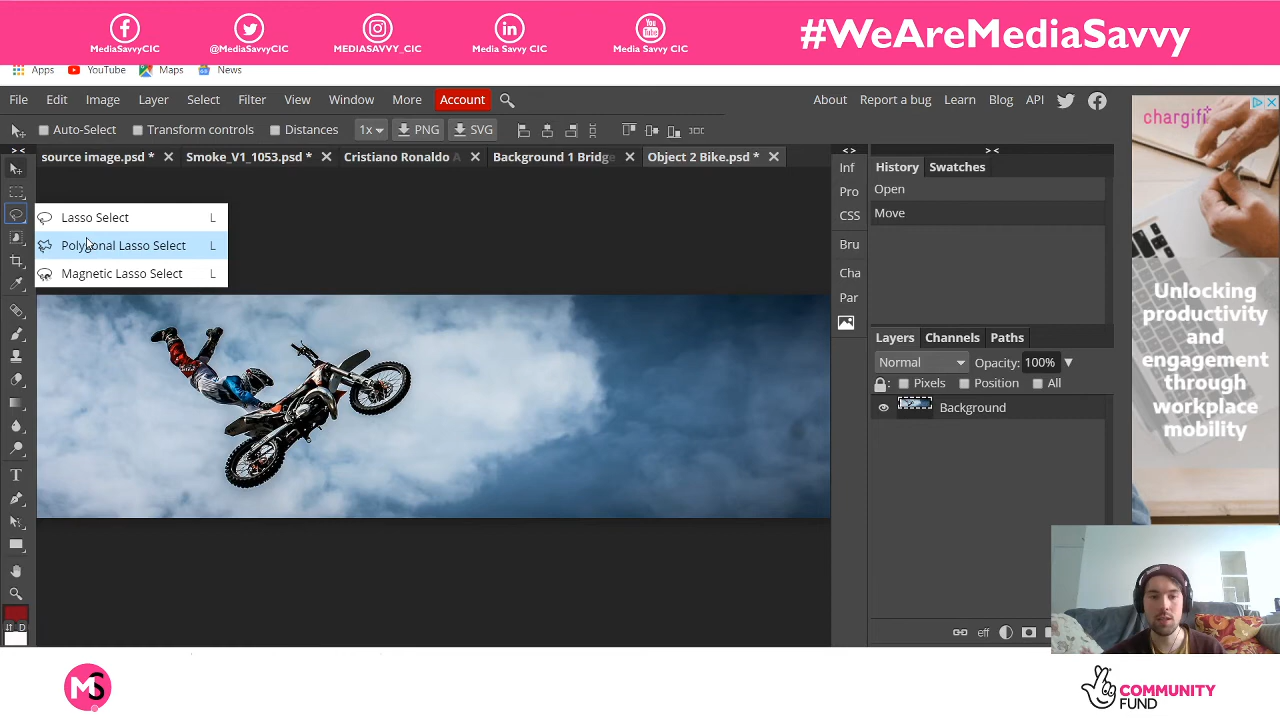 MediaSavvyCIC
@MediaSavvyCIC
MEDIASAVVY_CIC
Media Savvy CIC
You Tube
Media Savvy CIC
#WeAreMediaSavvy
Apps YouTube Maps News
File Edit Image Layer Select Filter View Window More Account
About Report a bug Learn Blog API
Auto-Select Transform controls Distances 1x PNG SVG
source image.psd * Smoke_V1_1053.psd * Cristiano Ronaldo Background 1 Bridge Object 2 Bike.psd *
Lasso Select L
Polygonal Lasso Select L
Magnetic Lasso Select L
T
D
> <
< >
> <
Inf
Pro
CSS
Bru
Cha
Par
History Swatches
Open
Move
Layers Channels Paths
Normal Opacity: 100%
Pixels Position All
Background
eff
chargifi
Unlocking
productivity
and
engagement
through
workplace
mobility
MS
COMMUNITY
FUND